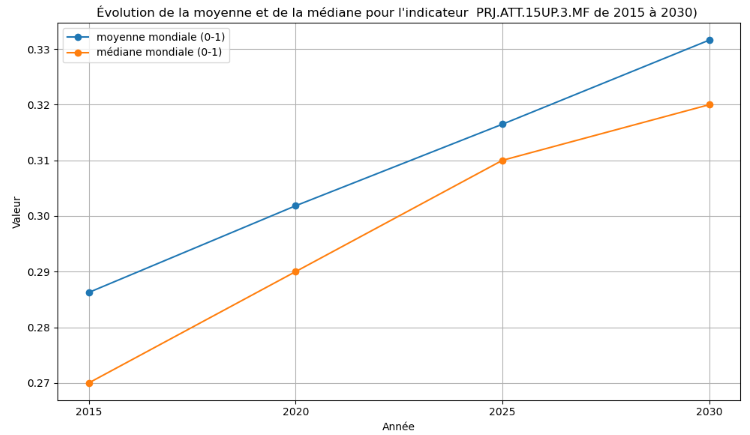 Évolution de la moyenne et de la médiane pour l'indicateur  PRJ.ATT.15UP.3.MF de 2015 à 2030)
moyenne mondiale (0-1)
médiane mondiale (0-1)
Valeur
0.33
0.32
0.31
0.30
0.29
0.28
0.27
2015
2020
2025
2030
Année